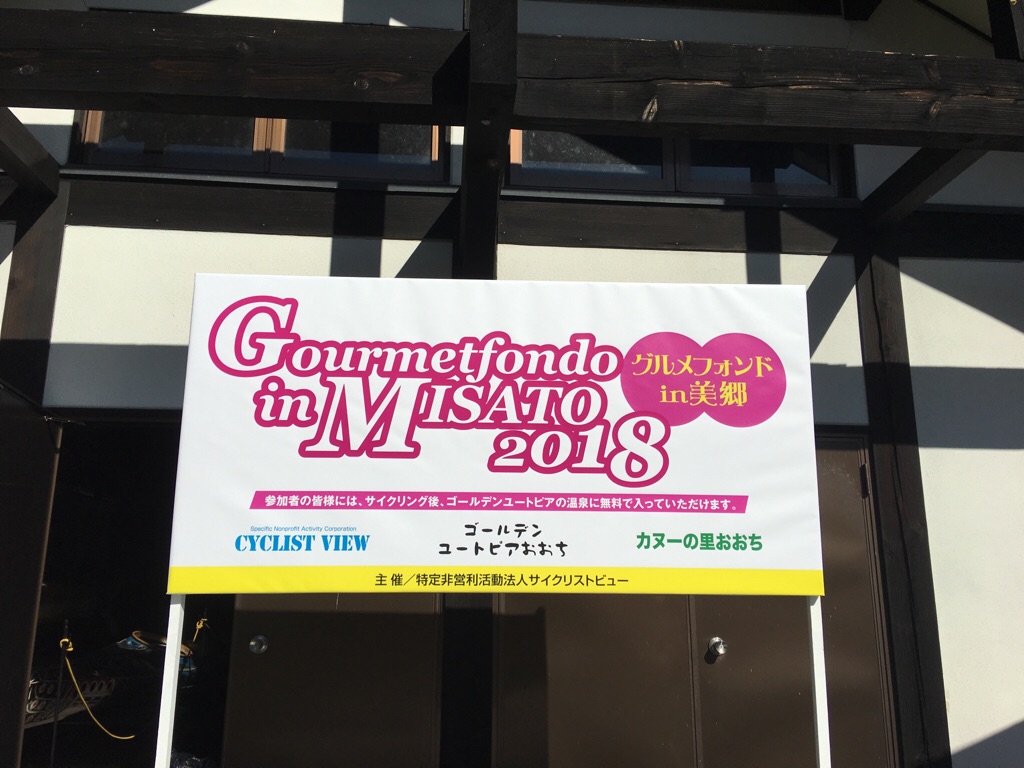 Gourmetfondo
in MISATO
2018
グルメフォンド
in美郷
参加者の皆様には、サイクリング後、ゴールデンユートピアの温泉に無料で入っていただけます。
Specific Nonprofit Activity Corporation
CYCLIST VIEW
ゴールデン
ユートピアおおち
カヌーの里おおち
主催／特定非営利活動法人サイクリストビュー